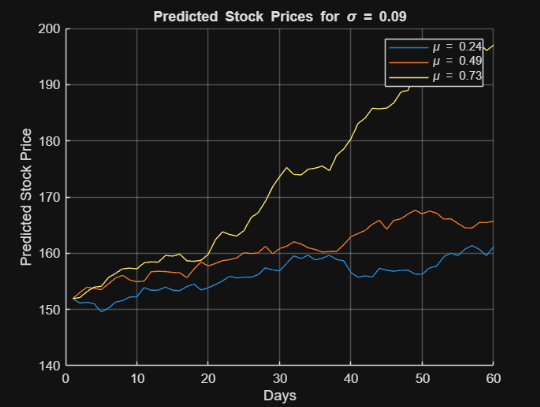 Predicted Stock Prices for σ = 0.09
μ = 0.24
μ = 0.49
μ = 0.73
200
190
180
170
160
150
140
Predicted Stock Price
0 10 20 30 40 50 60
Days